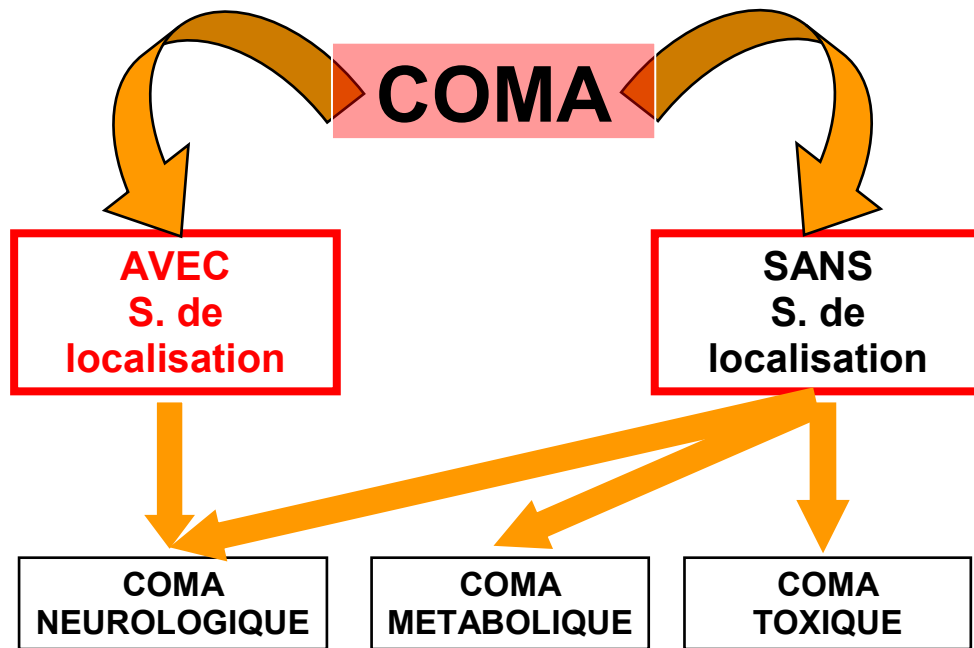 COMA
AVEC
S. de
localisation
SANS
S. de
localisation
COMA
NEUROLOGIQUE
COMA
METABOLIQUE
COMA
TOXIQUE